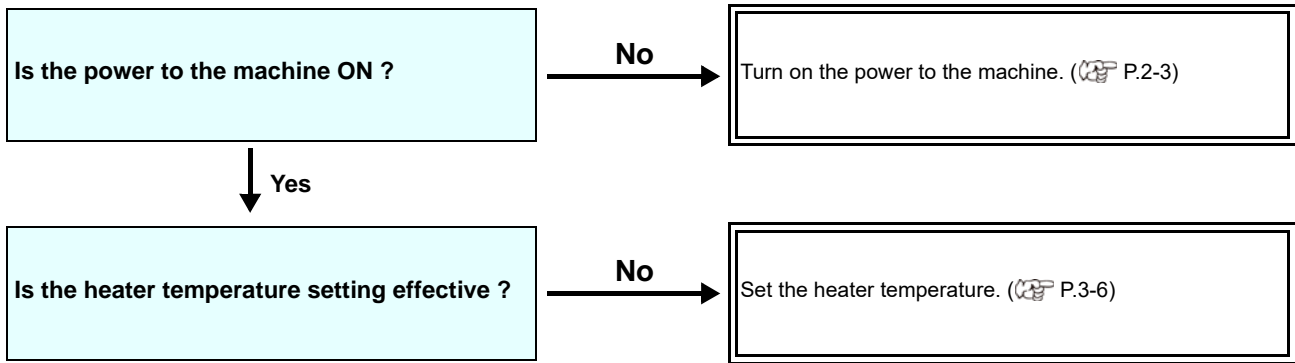 Is the power to the machine ON ?
No
Turn on the power to the machine. ( P.2-3)
Yes
Is the heater temperature setting effective ?
No
Set the heater temperature. ( P.3-6)